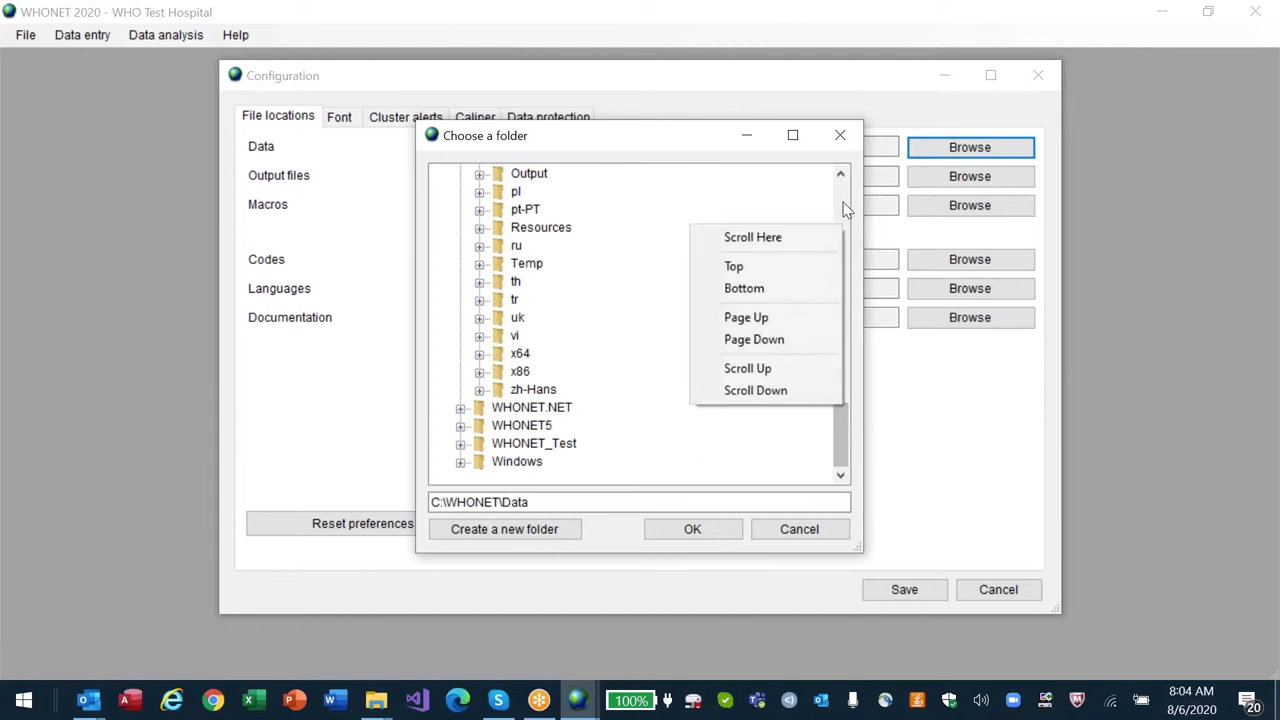 WHONET 2020 - WHO Test Hospital
File Data entry Data analysis Help
Configuration
File locations Font Cluster alerts Caliper Data protection
Choose a folder
Data Browse
Output files Browse
Macros Browse
Codes Browse
Languages Browse
Documentation Browse
Output
pl
pt-PT
Resources
ru
Temp
th
tr
uk
vi
x64
x86
zh-Hans
WHONET.NET
WHONET5
WHONET_Test
Windows
Scroll Here
Top
Bottom
Page Up
Page Down
Scroll Up
Scroll Down
C:\WHONET\Data
Create a new folder OK Cancel
Reset preferences
Save Cancel
100%
8:04 AM
8/6/2020
20